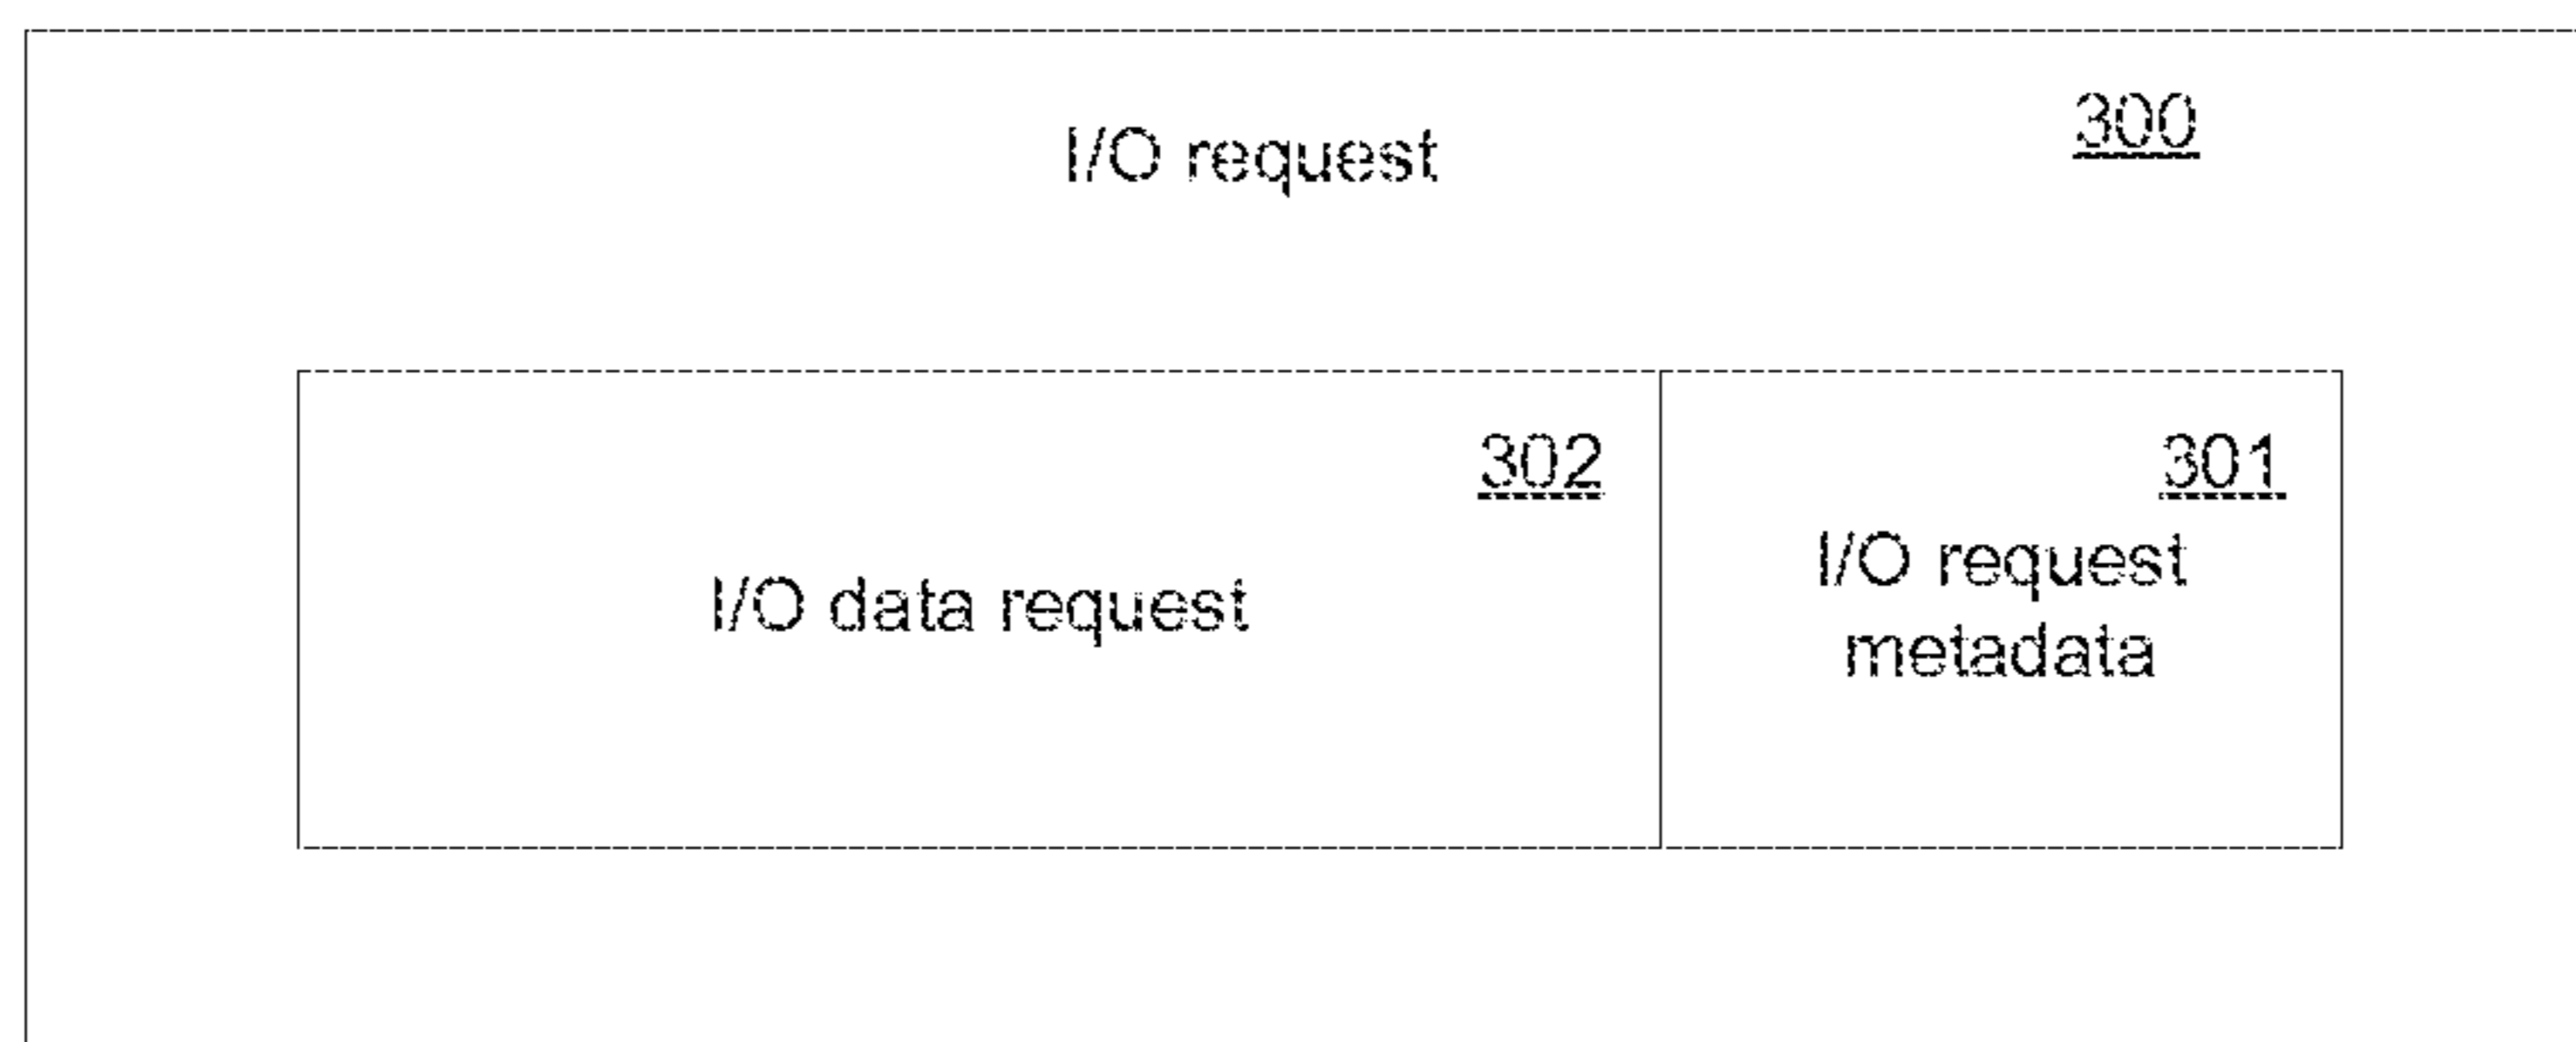 300
I/O request
302
301
I/O data request
I/O request
metadata